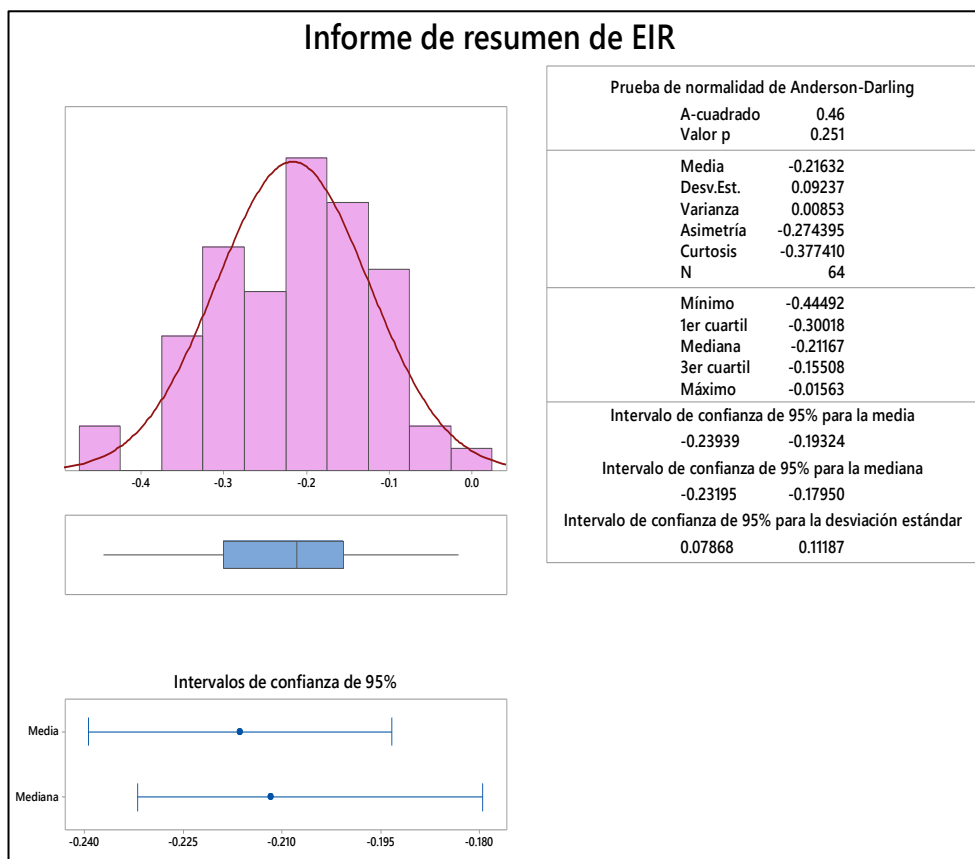 Informe de resumen de EIR
Prueba de normalidad de Anderson-Darling
A-cuadrado 0.46
Valor p 0.251
Media -0.21632
Desv.Est. 0.09237
Varianza 0.00853
Asimetría -0.274395
Curtosis -0.377410
N 64
Mínimo -0.44492
1er cuartil -0.30018
Mediana -0.21167
3er cuartil -0.15508
Máximo -0.01563
Intervalo de confianza de 95% para la media
-0.23939 -0.19324
Intervalo de confianza de 95% para la mediana
-0.23195 -0.17950
Intervalo de confianza de 95% para la desviación estándar
0.07868 0.11187
-0.4 -0.3 -0.2 -0.1 0.0
Intervalos de confianza de 95%
Media
Mediana
-0.240 -0.225 -0.210 -0.195 -0.180